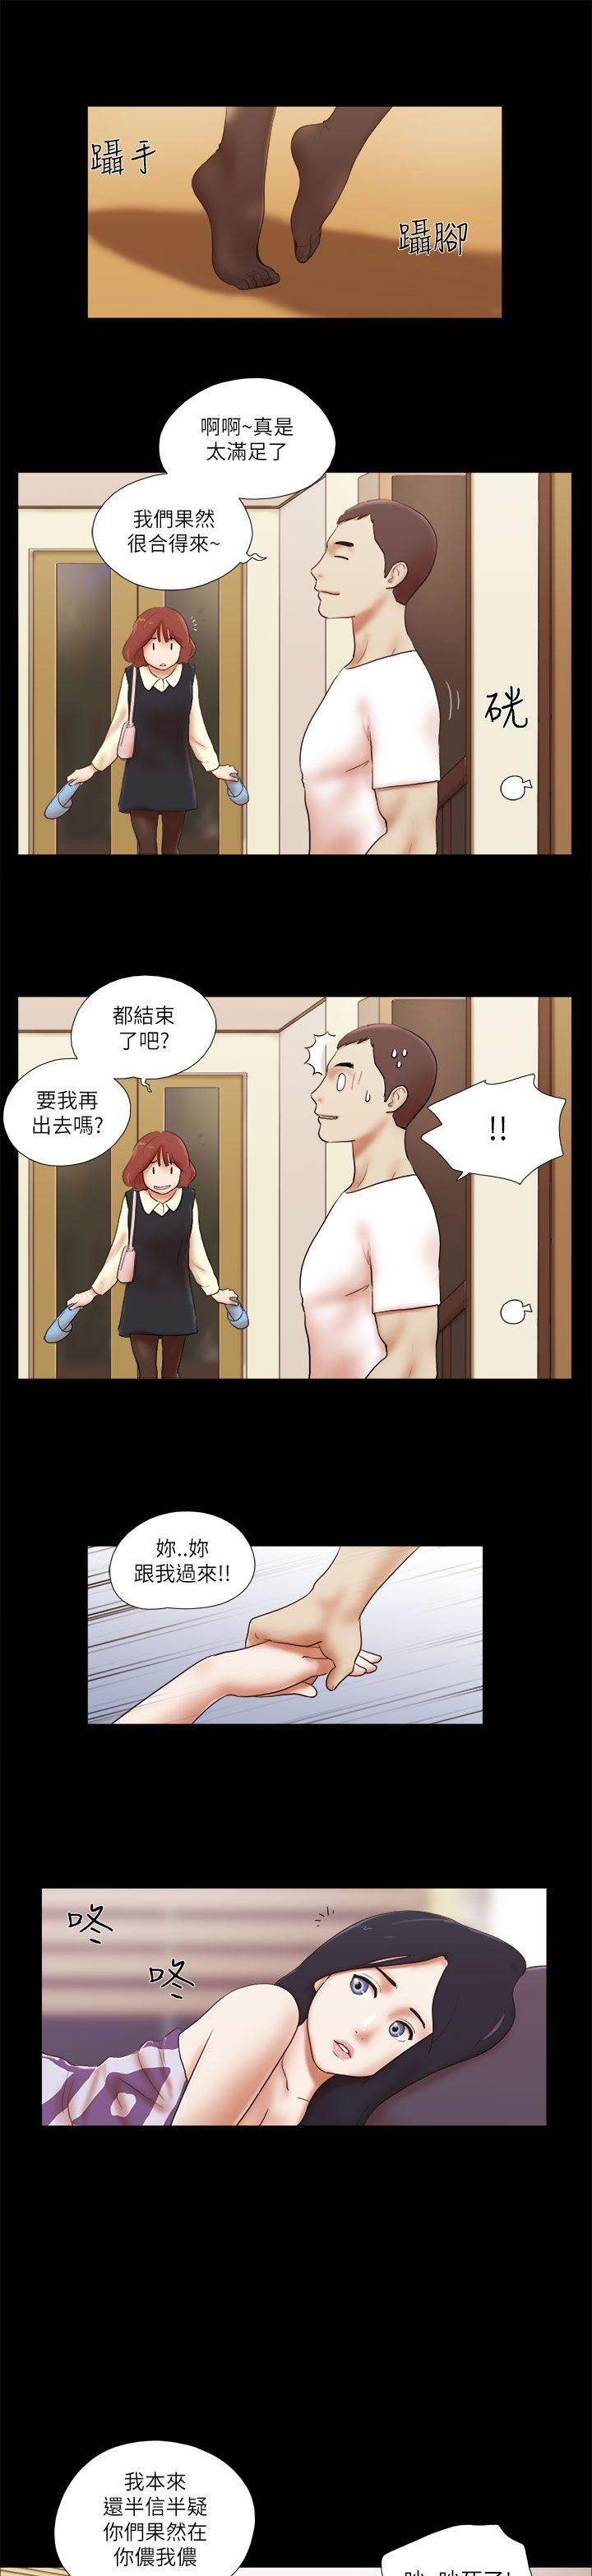 躡手
躡腳
啊啊~真是
太滿足了
我們果然
很合得來~
硄
都結束
了吧?
要我再
出去嗎?
!!
妳..妳
跟我過來!!
咚
咚
我本來
還半信半疑
你們果然在
你儂我儂